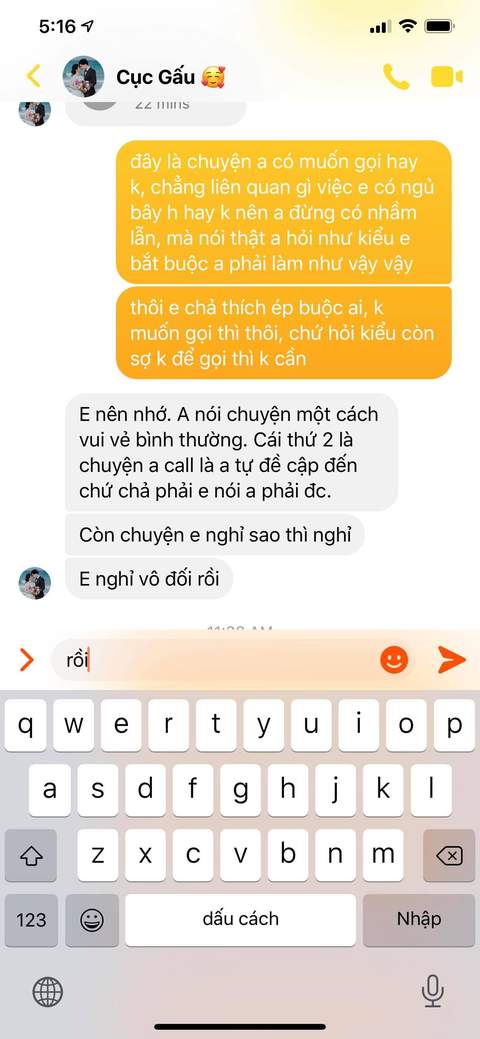 5:16
Cục Gấu
22 mins
đây là chuyện a có muốn gọi hay
k, chẳng liên quan gì việc e có ngủ
bây h hay k nên a đừng có nhầm
lẫn, mà nói thật a hỏi như kiểu e
bắt buộc a phải làm như vậy vậy
thôi e chả thích ép buộc ai, k
muốn gọi thì thôi, chứ hỏi kiểu còn
sợ k để gọi thì k cần
E nên nhớ. A nói chuyện một cách
vui vẻ bình thường. Cái thứ 2 là
chuyện a call là a tự đề cập đến
chứ chả phải e nói a phải đc.
Còn chuyện e nghỉ sao thì nghỉ
E nghỉ vô đối rồi
rồi
q w e r t y u i o p
a s d f g h j k l
z x c v b n m
123 dấu cách Nhập